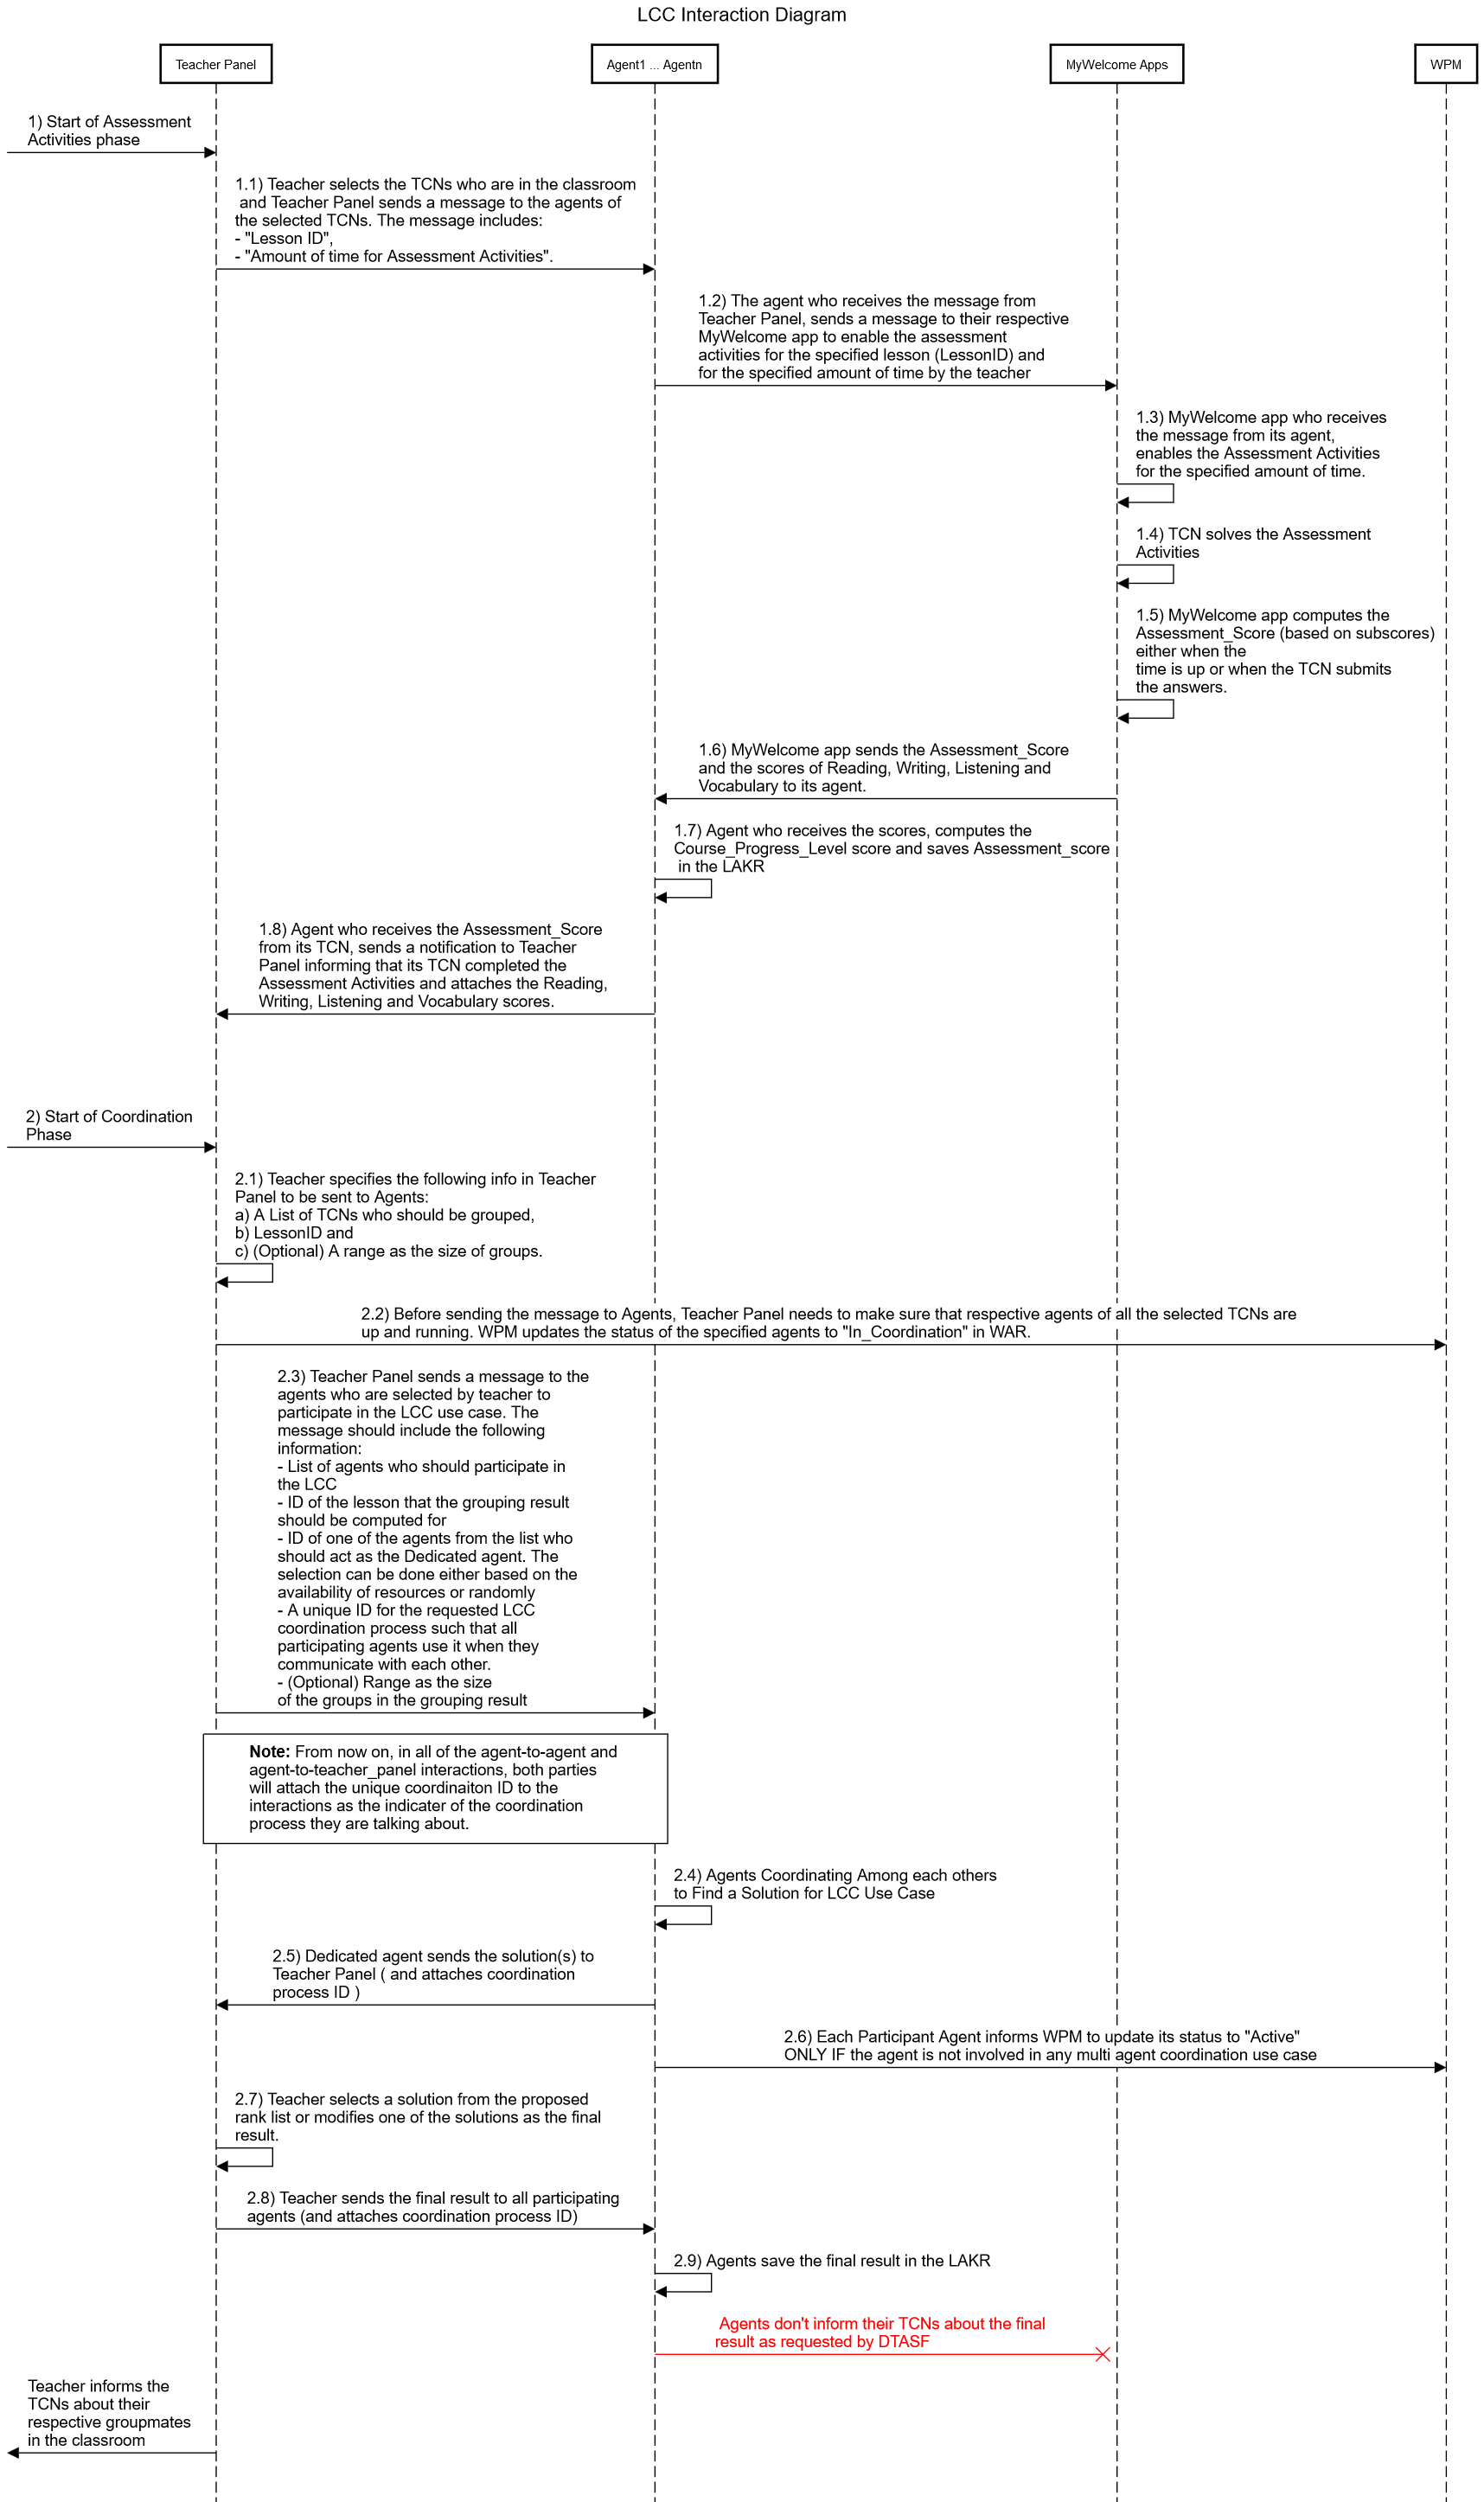 LCC Interaction Diagram
Teacher Panel
Agent1 ... Agentn
MyWelcome Apps
WPM
1) Start of Assessment
Activities phase
1.1) Teacher selects the TCNs who are in the classroom
and Teacher Panel sends a message to the agents of
the selected TCNs. The message includes:
- "Lesson ID",
- "Amount of time for Assessment Activities".
1.2) The agent who receives the message from
Teacher Panel, sends a message to their respective
MyWelcome app to enable the assessment
activities for the specified lesson (LessonID) and
for the specified amount of time by the teacher
1.3) MyWelcome app who receives
the message from its agent,
enables the Assessment Activities
for the specified amount of time.
1.4) TCN solves the Assessment
Activities
1.5) MyWelcome app computes the
Assessment_Score (based on subscores)
either when the
time is up or when the TCN submits
the answers.
1.6) MyWelcome app sends the Assessment_Score
and the scores of Reading, Writing, Listening and
Vocabulary to its agent.
1.7) Agent who receives the scores, computes the
Course_Progress_Level score and saves Assessment_score
in the LAKR
1.8) Agent who receives the Assessment_Score
from its TCN, sends a notification to Teacher
Panel informing that its TCN completed the
Assessment Activities and attaches the Reading,
Writing, Listening and Vocabulary scores.
2) Start of Coordination
Phase
2.1) Teacher specifies the following info in Teacher
Panel to be sent to Agents:
a) A List of TCNs who should be grouped,
b) LessonID and
c) (Optional) A range as the size of groups.
2.2) Before sending the message to Agents, Teacher Panel needs to make sure that respective agents of all the selected TCNs are
up and running. WPM updates the status of the specified agents to "In_Coordination" in WAR.
2.3) Teacher Panel sends a message to the
agents who are selected by teacher to
participate in the LCC use case. The
message should include the following
information:
- List of agents who should participate in
the LCC
- ID of the lesson that the grouping result
should be computed for
- ID of one of the agents from the list who
should act as the Dedicated agent. The
selection can be done either based on the
availability of resources or randomly
- A unique ID for the requested LCC
coordination process such that all
participating agents use it when they
communicate with each other.
- (Optional) Range as the size
of the groups in the grouping result
Note: From now on, in all of the agent-to-agent and
agent-to-teacher_panel interactions, both parties
will attach the unique coordinaiton ID to the
interactions as the indicater of the coordination
process they are talking about.
2.4) Agents Coordinating Among each others
to Find a Solution for LCC Use Case
2.5) Dedicated agent sends the solution(s) to
Teacher Panel ( and attaches coordination
process ID )
2.6) Each Participant Agent informs WPM to update its status to "Active"
ONLY IF the agent is not involved in any multi agent coordination use case
2.7) Teacher selects a solution from the proposed
rank list or modifies one of the solutions as the final
result.
2.8) Teacher sends the final result to all participating
agents (and attaches coordination process ID)
2.9) Agents save the final result in the LAKR
Agents don't inform their TCNs about the final
result as requested by DTASF
Teacher informs the
TCNs about their
respective groupmates
in the classroom